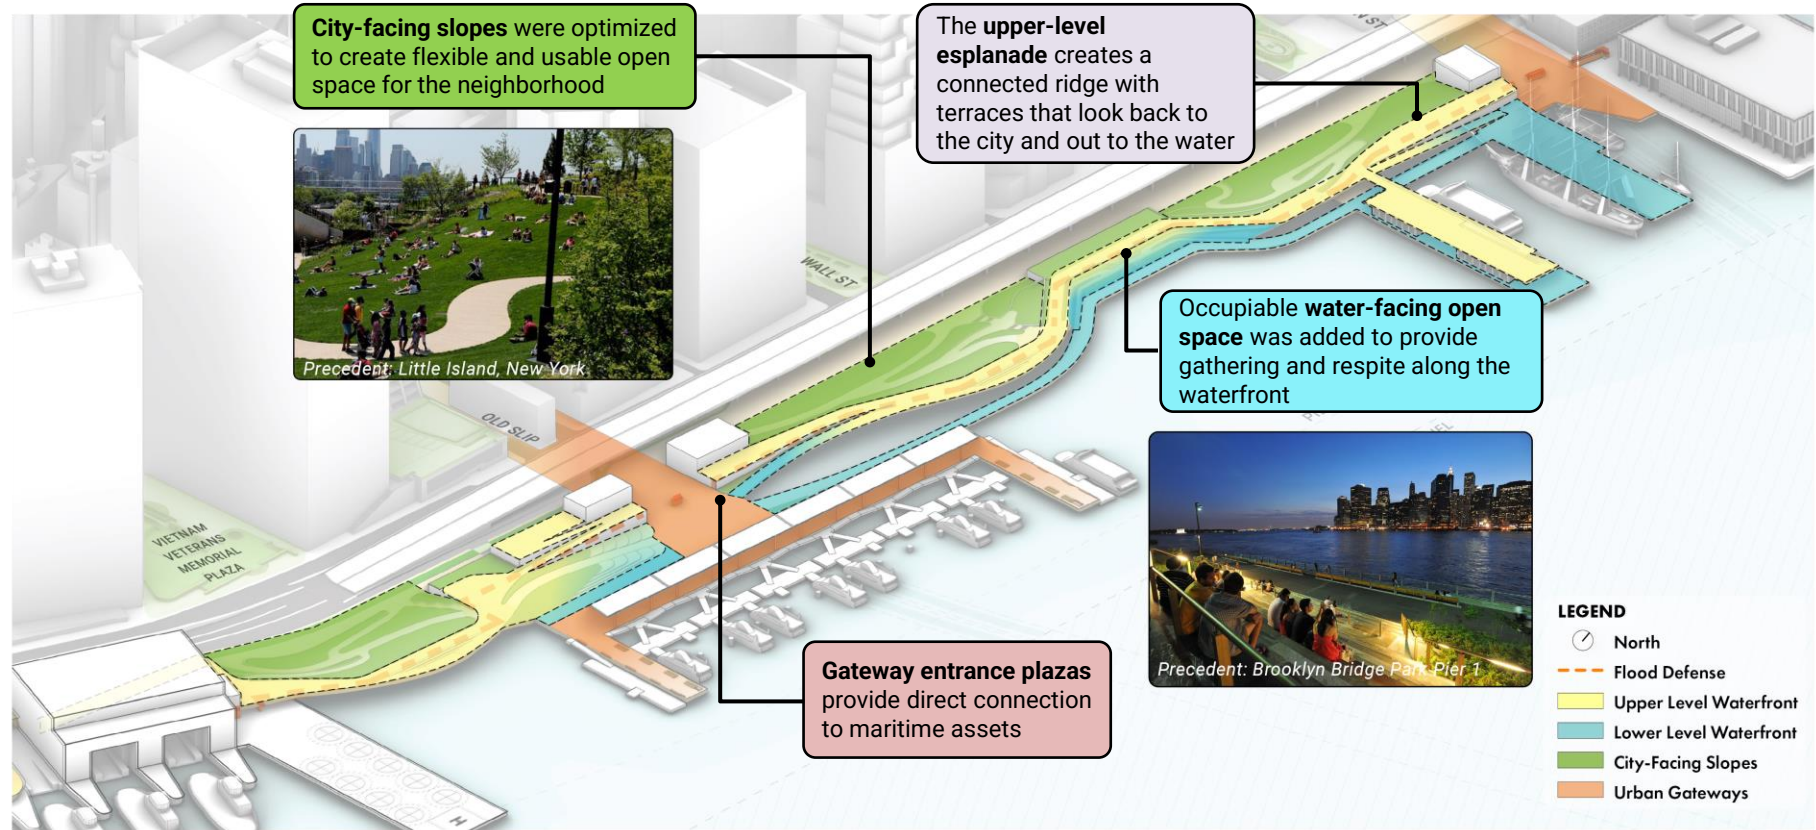 City-facing slopes were optimized
to create flexible and usable open
space for the neighborhood
The upper-level
esplanade creates a
connected ridge with
terraces that look back to
the city and out to the water
Precedent: Little Island, New York
WALL ST
OLD SLIP
Occupiable water-facing open
space was added to provide
gathering and respite along the
waterfront
VIETNAM
VETERANS
MEMORIAL
PLAZA
Precedent: Brooklyn Bridge Park Pier 1
Gateway entrance plazas
provide direct connection
to maritime assets
H
LEGEND
North
Flood Defense
Upper Level Waterfront
Lower Level Waterfront
City-Facing Slopes
Urban Gateways